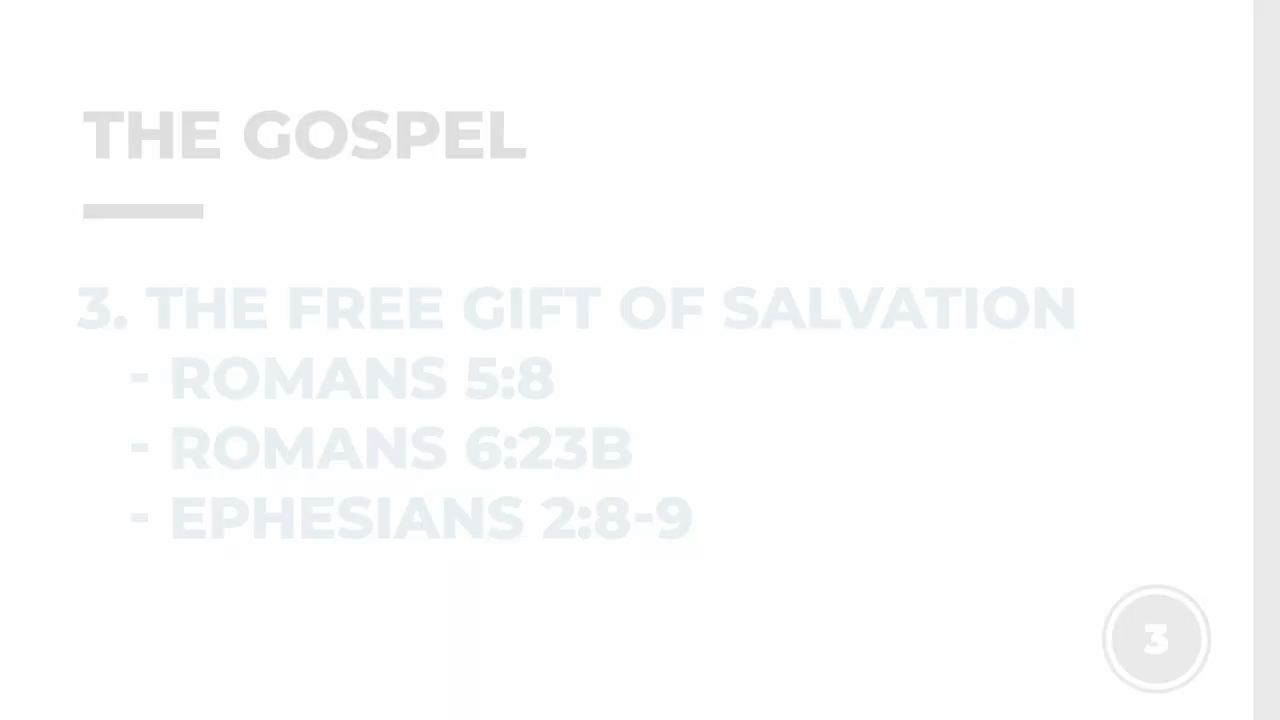 THE GOSPEL
3. THE FREE GIFT OF SALVATION
- ROMANS 5:8
- ROMANS 6:23B
- EPHESIANS 2:8-9
3